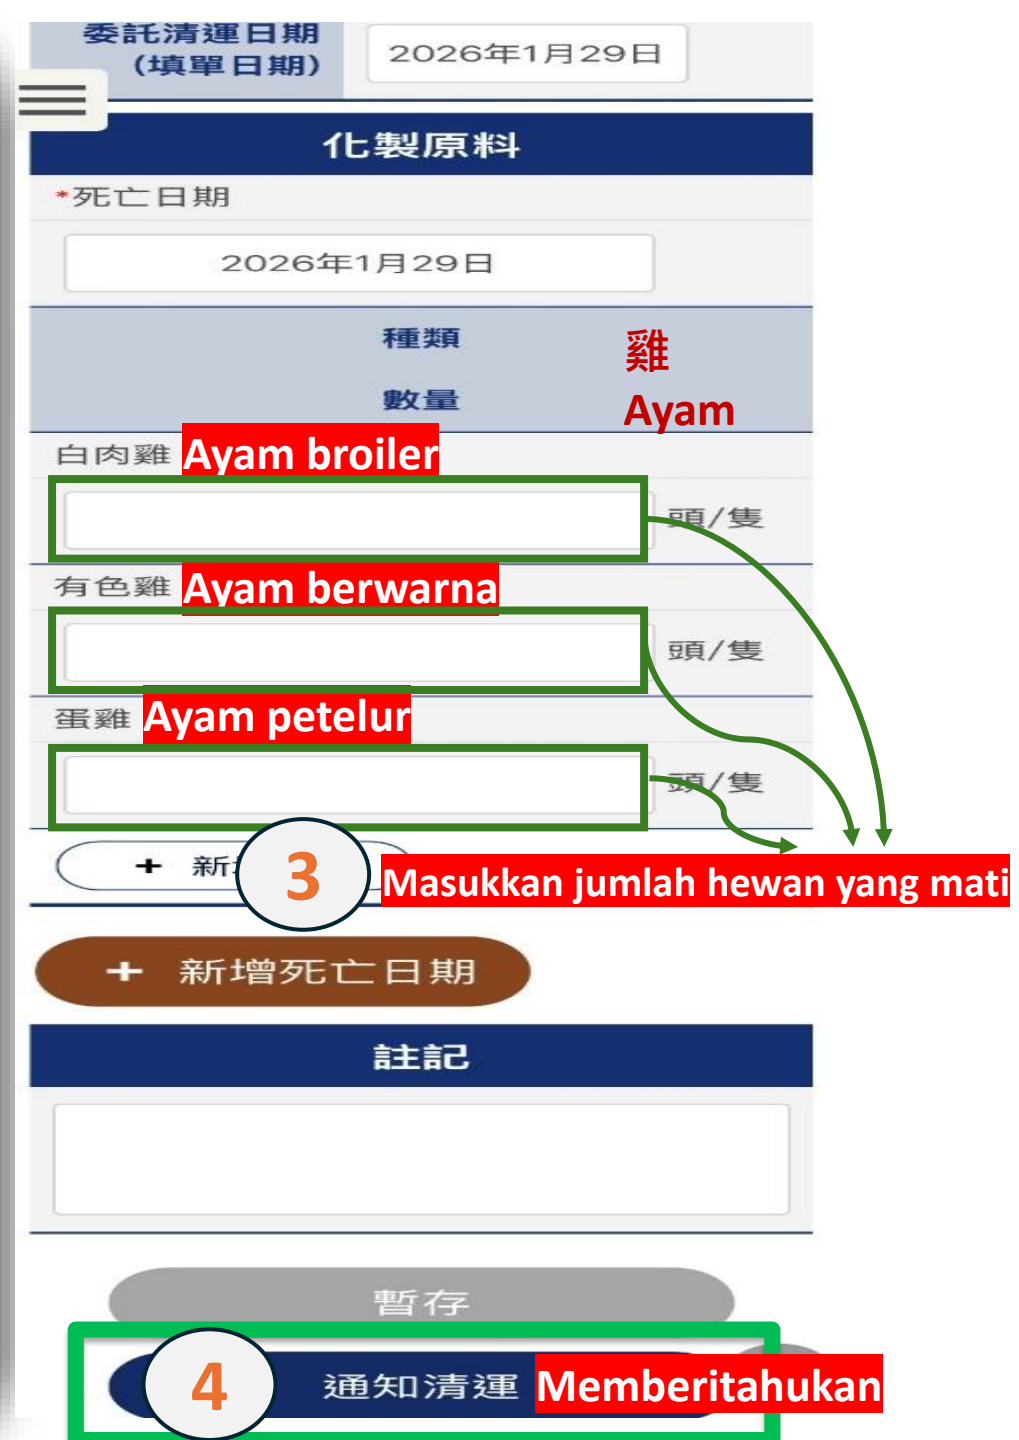 委託清運日期
(填單日期)
2026年1月29日
化製原料
*死亡日期
2026年1月29日
種類
雞
數量
Ayam
白肉雞 Ayam broiler
頭/隻
有色雞 Ayam berwarna
頭/隻
蛋雞 Ayam petelur
頭/隻
+ 新
3
Masukkan jumlah hewan yang mati
+ 新增死亡日期
註記
暫存
4
通知清運 Memberitahukan